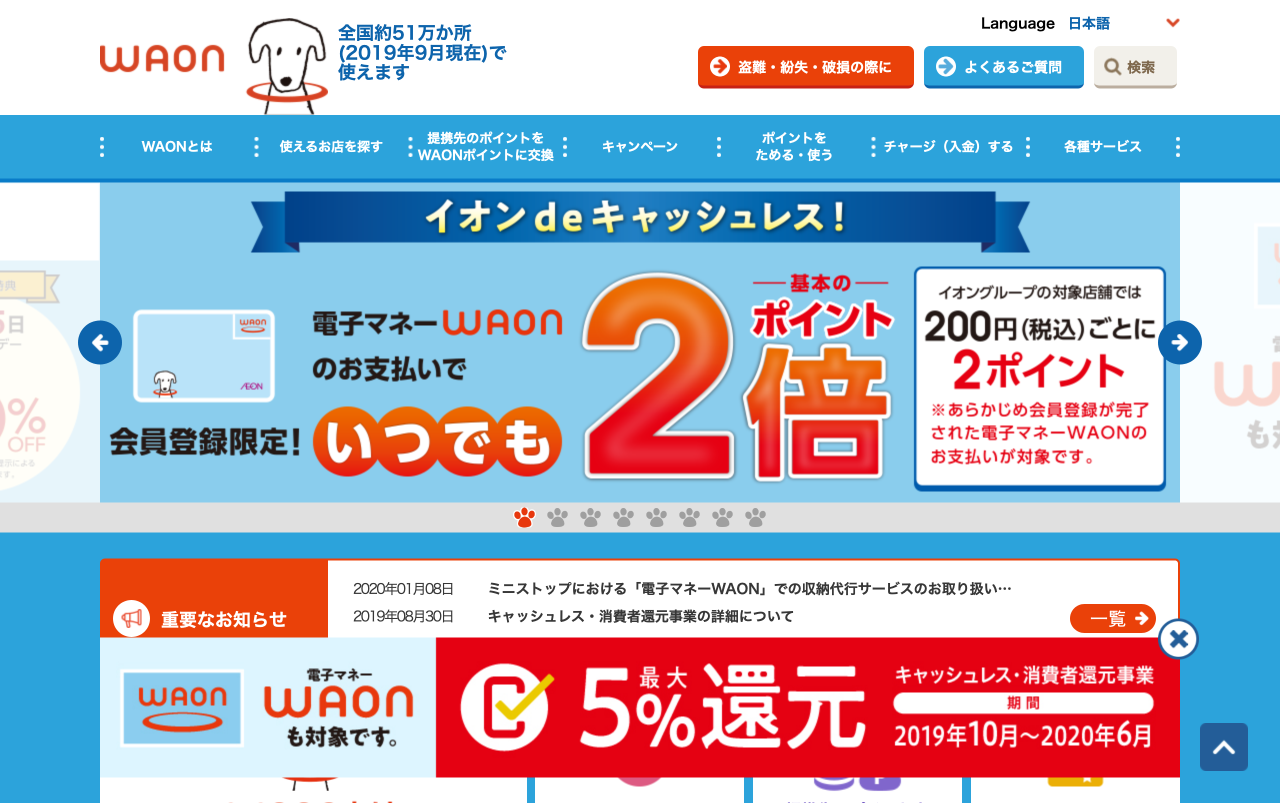 WAON
全国約51万か所
(2019年9月現在)で
使えます
Language 日本語
盗難・紛失・破損の際に
よくあるご質問
検索
WAONとは
使えるお店を探す
提携先のポイントを
WAONポイントに交換
キャンペーン
ポイントを
ためる・使う
チャージ（入金）する
各種サービス
イオンdeキャッシュレス！
WAON
AEON
会員登録限定！
電子マネーWAON
のお支払いで
いつでも
2
基本の
ポイント
倍
イオングループの対象店舗では
200円（税込）ごとに
2ポイント
※あらかじめ会員登録が完了
された電子マネーWAONの
お支払いが対象です。
%
OFF
重要なお知らせ
2020年01月08日 ミニストップにおける「電子マネーWAON」での収納代行サービスのお取り扱い…
2019年08月30日 キャッシュレス・消費者還元事業の詳細について
一覧
WAON
電子マネー
WAON
も対象です。
最大
5%還元
キャッシュレス・消費者還元事業
期間
2019年10月～2020年6月